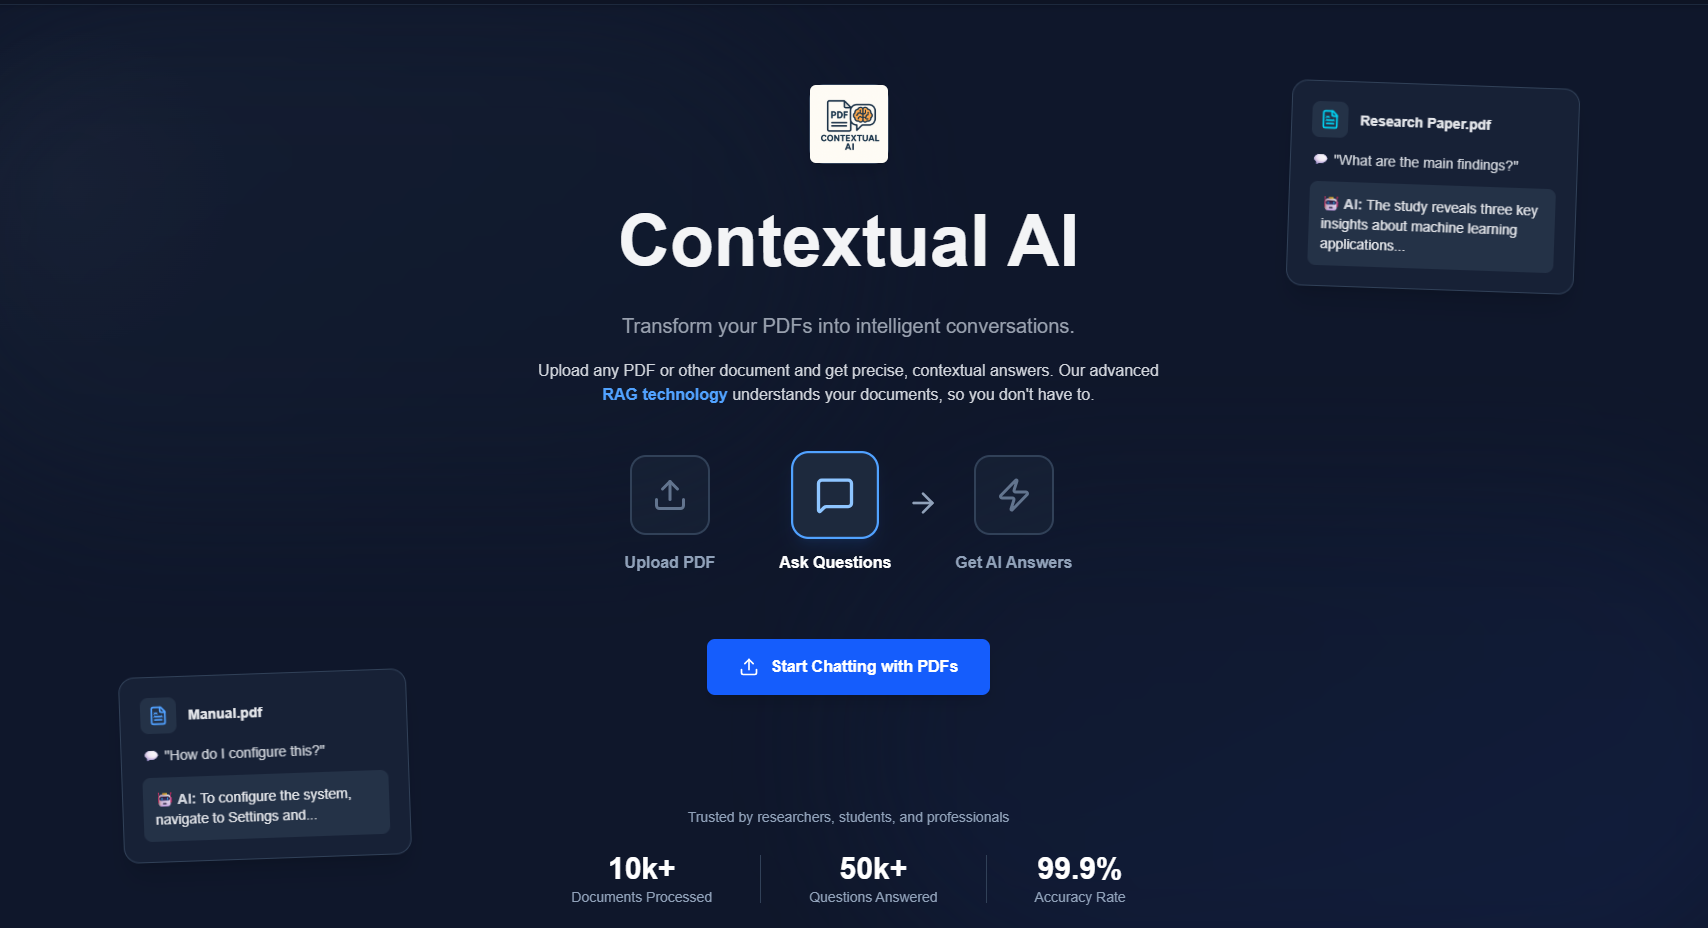 PDF
CONTEXTUAL
AI
Contextual AI
Transform your PDFs into intelligent conversations.
Upload any PDF or other document and get precise, contextual answers. Our advanced
RAG technology understands your documents, so you don't have to.
Upload PDF
Ask Questions
Get AI Answers
Start Chatting with PDFs
Research Paper.pdf
"What are the main findings?"
AI: The study reveals three key
insights about machine learning
applications...
Manual.pdf
"How do I configure this?"
AI: To configure the system,
navigate to Settings and...
Trusted by researchers, students, and professionals
10k+
Documents Processed
50k+
Questions Answered
99.9%
Accuracy Rate